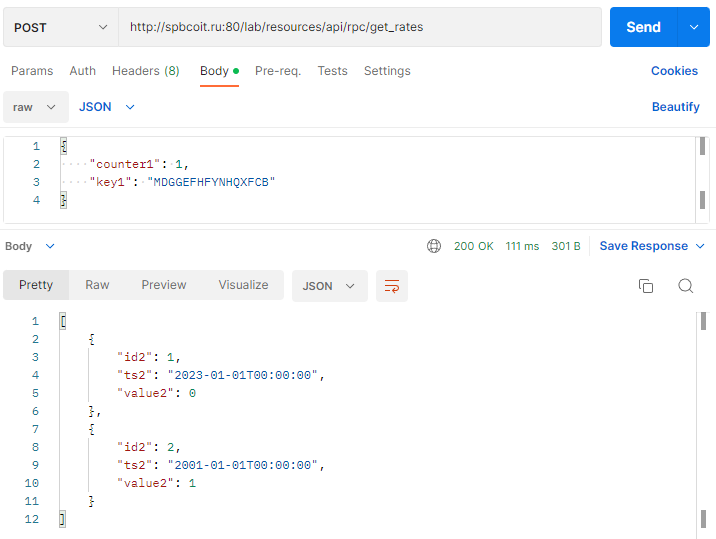 POST http://spbcoit.ru:80/lab/resources/api/rpc/get_rates Send
Params Auth Headers (8) Body Pre-req. Tests Settings Cookies
raw JSON Beautify
1 {
2 "counter1": 1,
3 "key1": "MDGGEFHFYNHQXFCB"
4 }
Body 200 OK 111 ms 301 B Save Response
Pretty Raw Preview Visualize JSON
1 [
2 {
3 "id2": 1,
4 "ts2": "2023-01-01T00:00:00",
5 "value2": 0
6 },
7 {
8 "id2": 2,
9 "ts2": "2001-01-01T00:00:00",
10 "value2": 1
11 }
12 ]